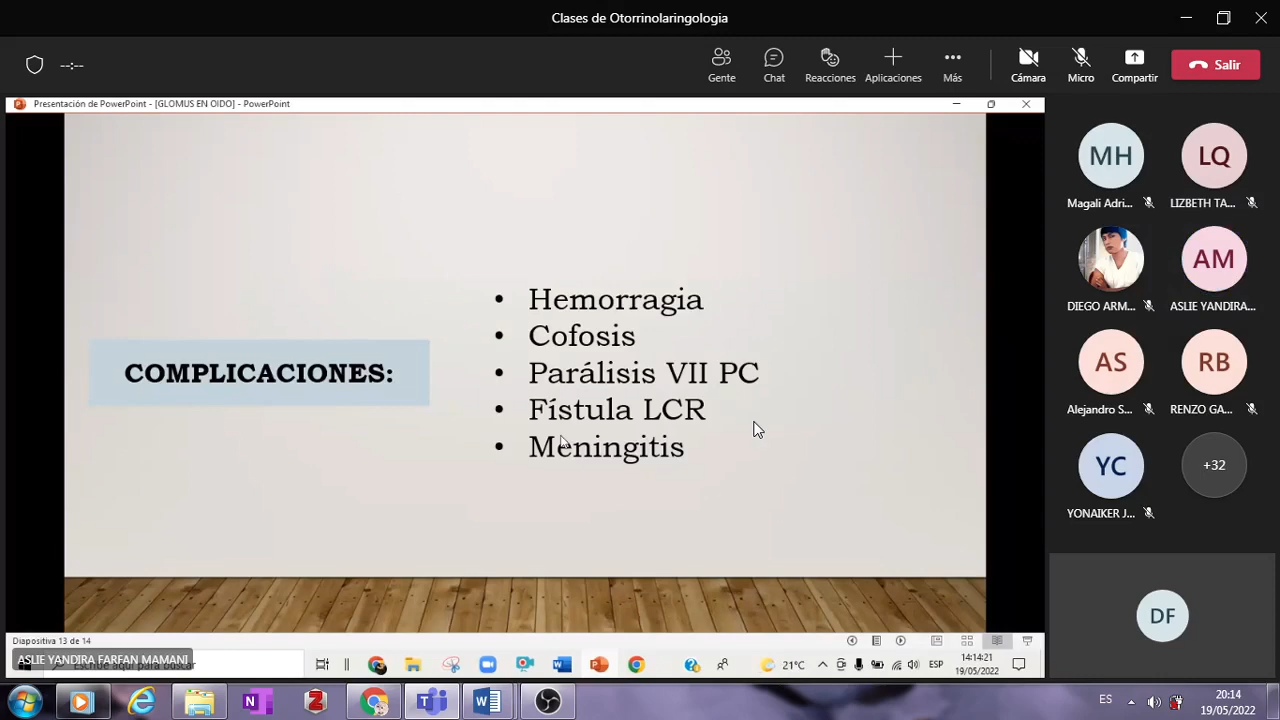 Clases de Otorrinolaringologia
--:--
Gente
Chat
Reacciones
Aplicaciones
Más
Cámara
Micro
Compartir
Salir
Presentación de PowerPoint - [GLOMUS EN OIDO] - PowerPoint
COMPLICACIONES:
• Hemorragia
• Cofosis
• Parálisis VII PC
• Fístula LCR
• Meningitis
MH
Magali Adri...
LQ
LIZBETH TA...
DIEGO ARM...
AM
ASLIE YANDIRA...
AS
Alejandro S...
RB
RENZO GA...
YC
YONAIKER J...
+32
DF
Diapositiva 13 de 14
ASLIE YANDIRA FARFAN MAMANI
21°C
ESP
14:14:21
19/05/2022
ES
20:14
19/05/2022